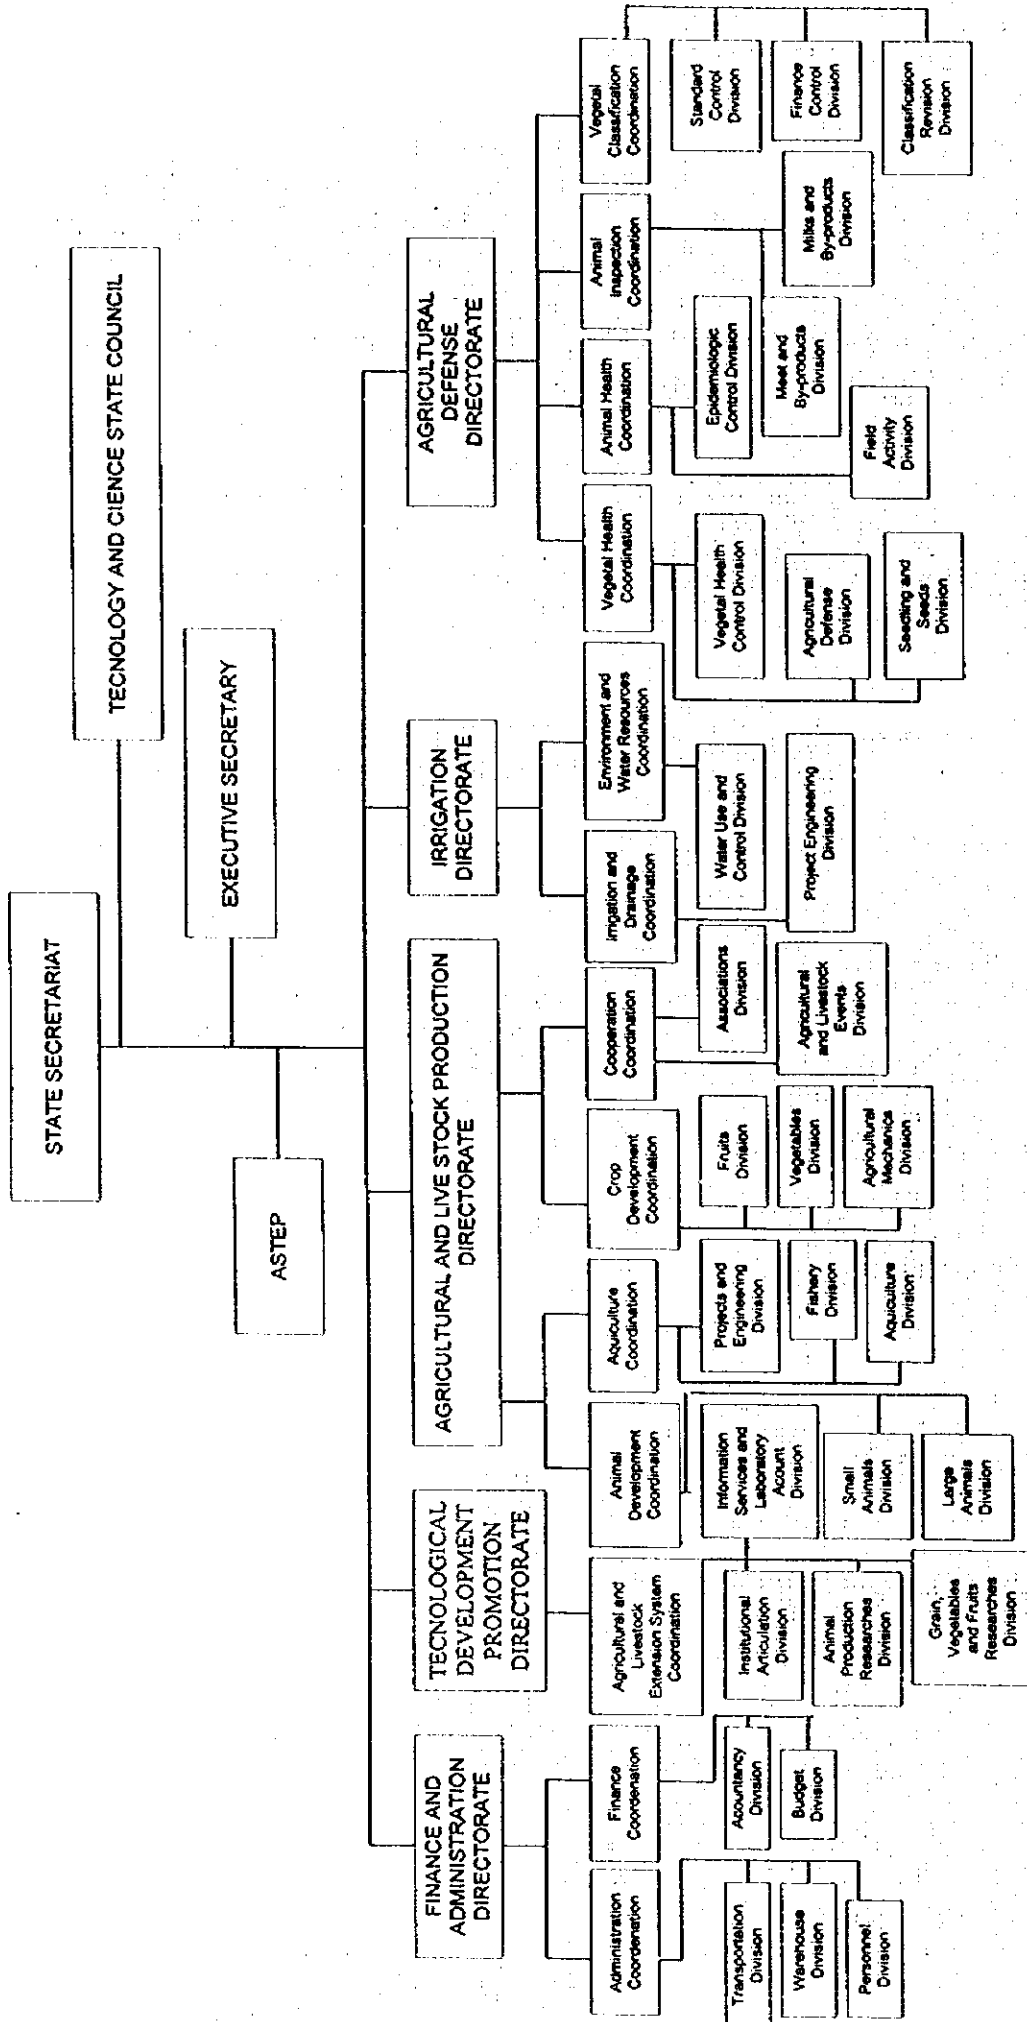 STATE SECRETARIAT
TECNOLOGY AND CIENCE STATE COUNCIL
EXECUTIVE SECRETARY
ASTEP
FINANCE AND
ADMINISTRATION
DIRECTORATE
TECNOLOGICAL
DEVELOPMENT
PROMOTION
DIRECTORATE
AGRICULTURAL AND LIVE STOCK PRODUCTION
DIRECTORATE
IRRIGATION
DIRECTORATE
AGRICULTURAL
DEFENSE
DIRECTORATE
Administration
Coordenation
Finance
Coordenation
Agricultural and
Livestock
Extension System
Coordination
Animal
Development
Coordination
Aquiculture
Coordination
Crop
Development
Coordination
Cooperation
Coordination
Irrigation and
Drainage
Coordination
Environment and
Water Resources
Coordination
Vegetal Health
Coordination
Animal Health
Coordination
Animal
Inspection
Coordination
Vegetal
Classification
Coordination
Transportation
Division
Warehouse
Division
Personnel
Division
Acountancy
Division
Budget
Division
Institutional
Articulation
Division
Animal
Production
Researches
Division
Grain,
Vegetables
and Fruits
Researches
Division
Information
Services and
Laboratory
Acount
Division
Small
Animals
Division
Large
Animals
Division
Projects and
Engineering
Division
Fishery
Division
Aquiculture
Division
Fruits
Division
Vegetables
Division
Agricultural
Mechanics
Division
Associations
Division
Agricultural
and Livestock
Events
Division
Water Use and
Control Division
Project Engineering
Division
Vegetal Health
Control Division
Agricultural
Defense
Division
Seedling and
Seeds
Division
Epidemiologic
Control Division
Field
Activity
Division
Meet and
By-products
Division
Milks and
By-products
Division
Standard
Control
Division
Finance
Control
Division
Classification
Revision
Division